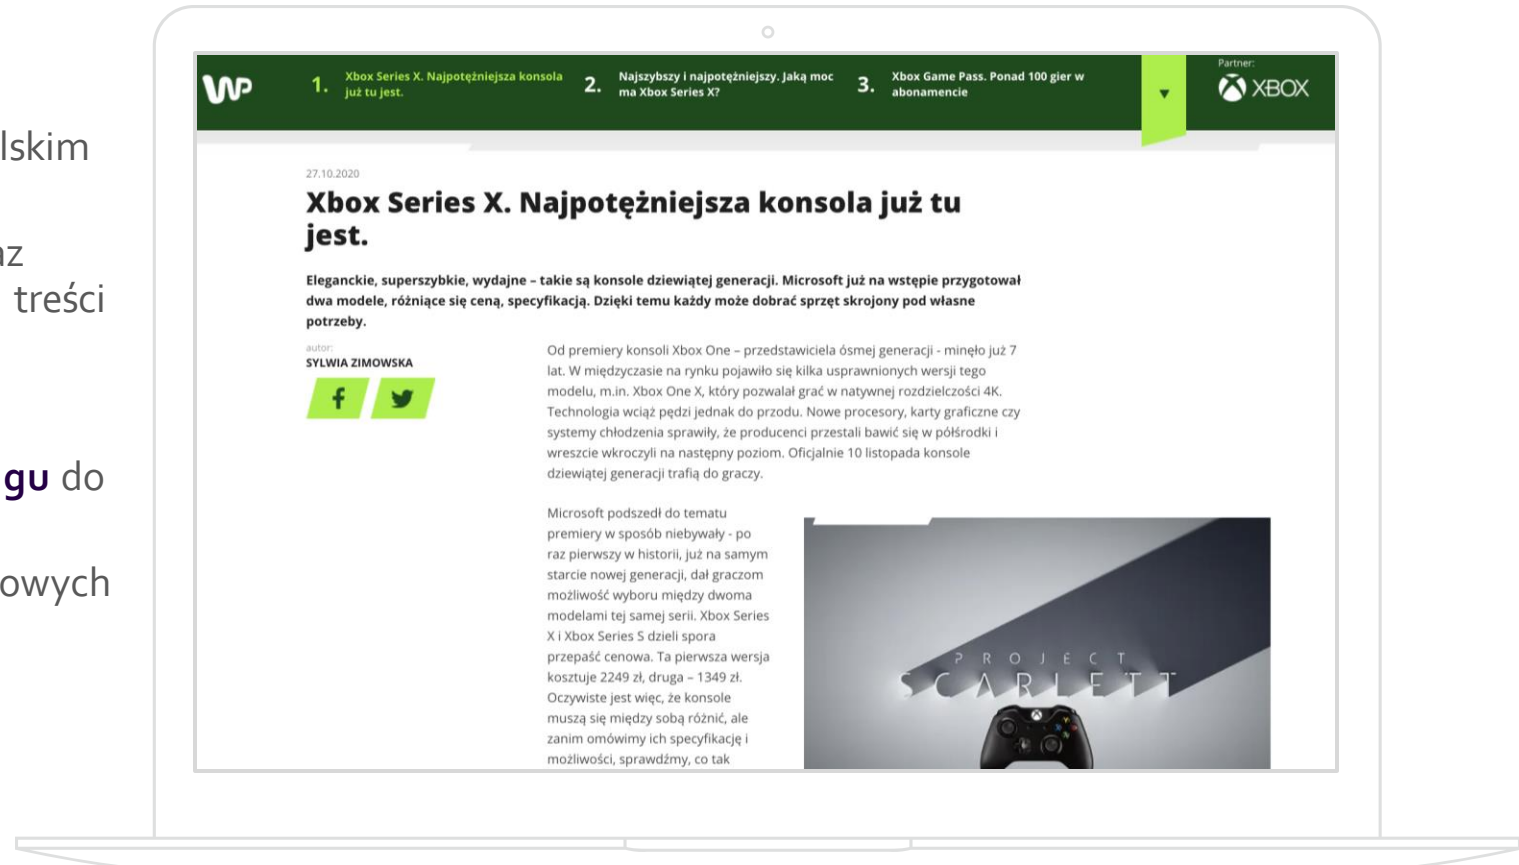 lskim
az
treści
gu do
owych
WP
1. Xbox Series X. Najpotężniejsza konsola
już tu jest.
2. Najszybszy i najpotężniejszy. Jaką moc
ma Xbox Series X?
3. Xbox Game Pass. Ponad 100 gier w
abonamencie
Partner:
XBOX
27.10.2020
Xbox Series X. Najpotężniejsza konsola już tu
jest.
Eleganckie, superszybkie, wydajne – takie są konsole dziewiątej generacji. Microsoft już na wstępie przygotował
dwa modele, różniące się ceną, specyfikacją. Dzięki temu każdy może dobrać sprzęt skrojony pod własne
potrzeby.
autor:
SYLWIA ZIMOWSKA
Od premiery konsoli Xbox One – przedstawiciela ósmej generacji - minęło już 7
lat. W międzyczasie na rynku pojawiło się kilka usprawnionych wersji tego
modelu, m.in. Xbox One X, który pozwalał grać w natywnej rozdzielczości 4K.
Technologia wciąż pędzi jednak do przodu. Nowe procesory, karty graficzne czy
systemy chłodzenia sprawiły, że producenci przestali bawić się w półśrodki i
wreszcie wkroczyli na następny poziom. Oficjalnie 10 listopada konsole
dziewiątej generacji trafią do graczy.
Microsoft podszedł do tematu
premiery w sposób niebywały - po
raz pierwszy w historii, już na samym
starcie nowej generacji, dał graczom
możliwość wyboru między dwoma
modelami tej samej serii. Xbox Series
X i Xbox Series S dzieli spora
przepaść cenowa. Ta pierwsza wersja
kosztuje 2249 zł, druga – 1349 zł.
Oczywiste jest więc, że konsole
muszą się między sobą różnić, ale
zanim omówimy ich specyfikację i
możliwości, sprawdźmy, co tak
PROJECT
SCARLETT